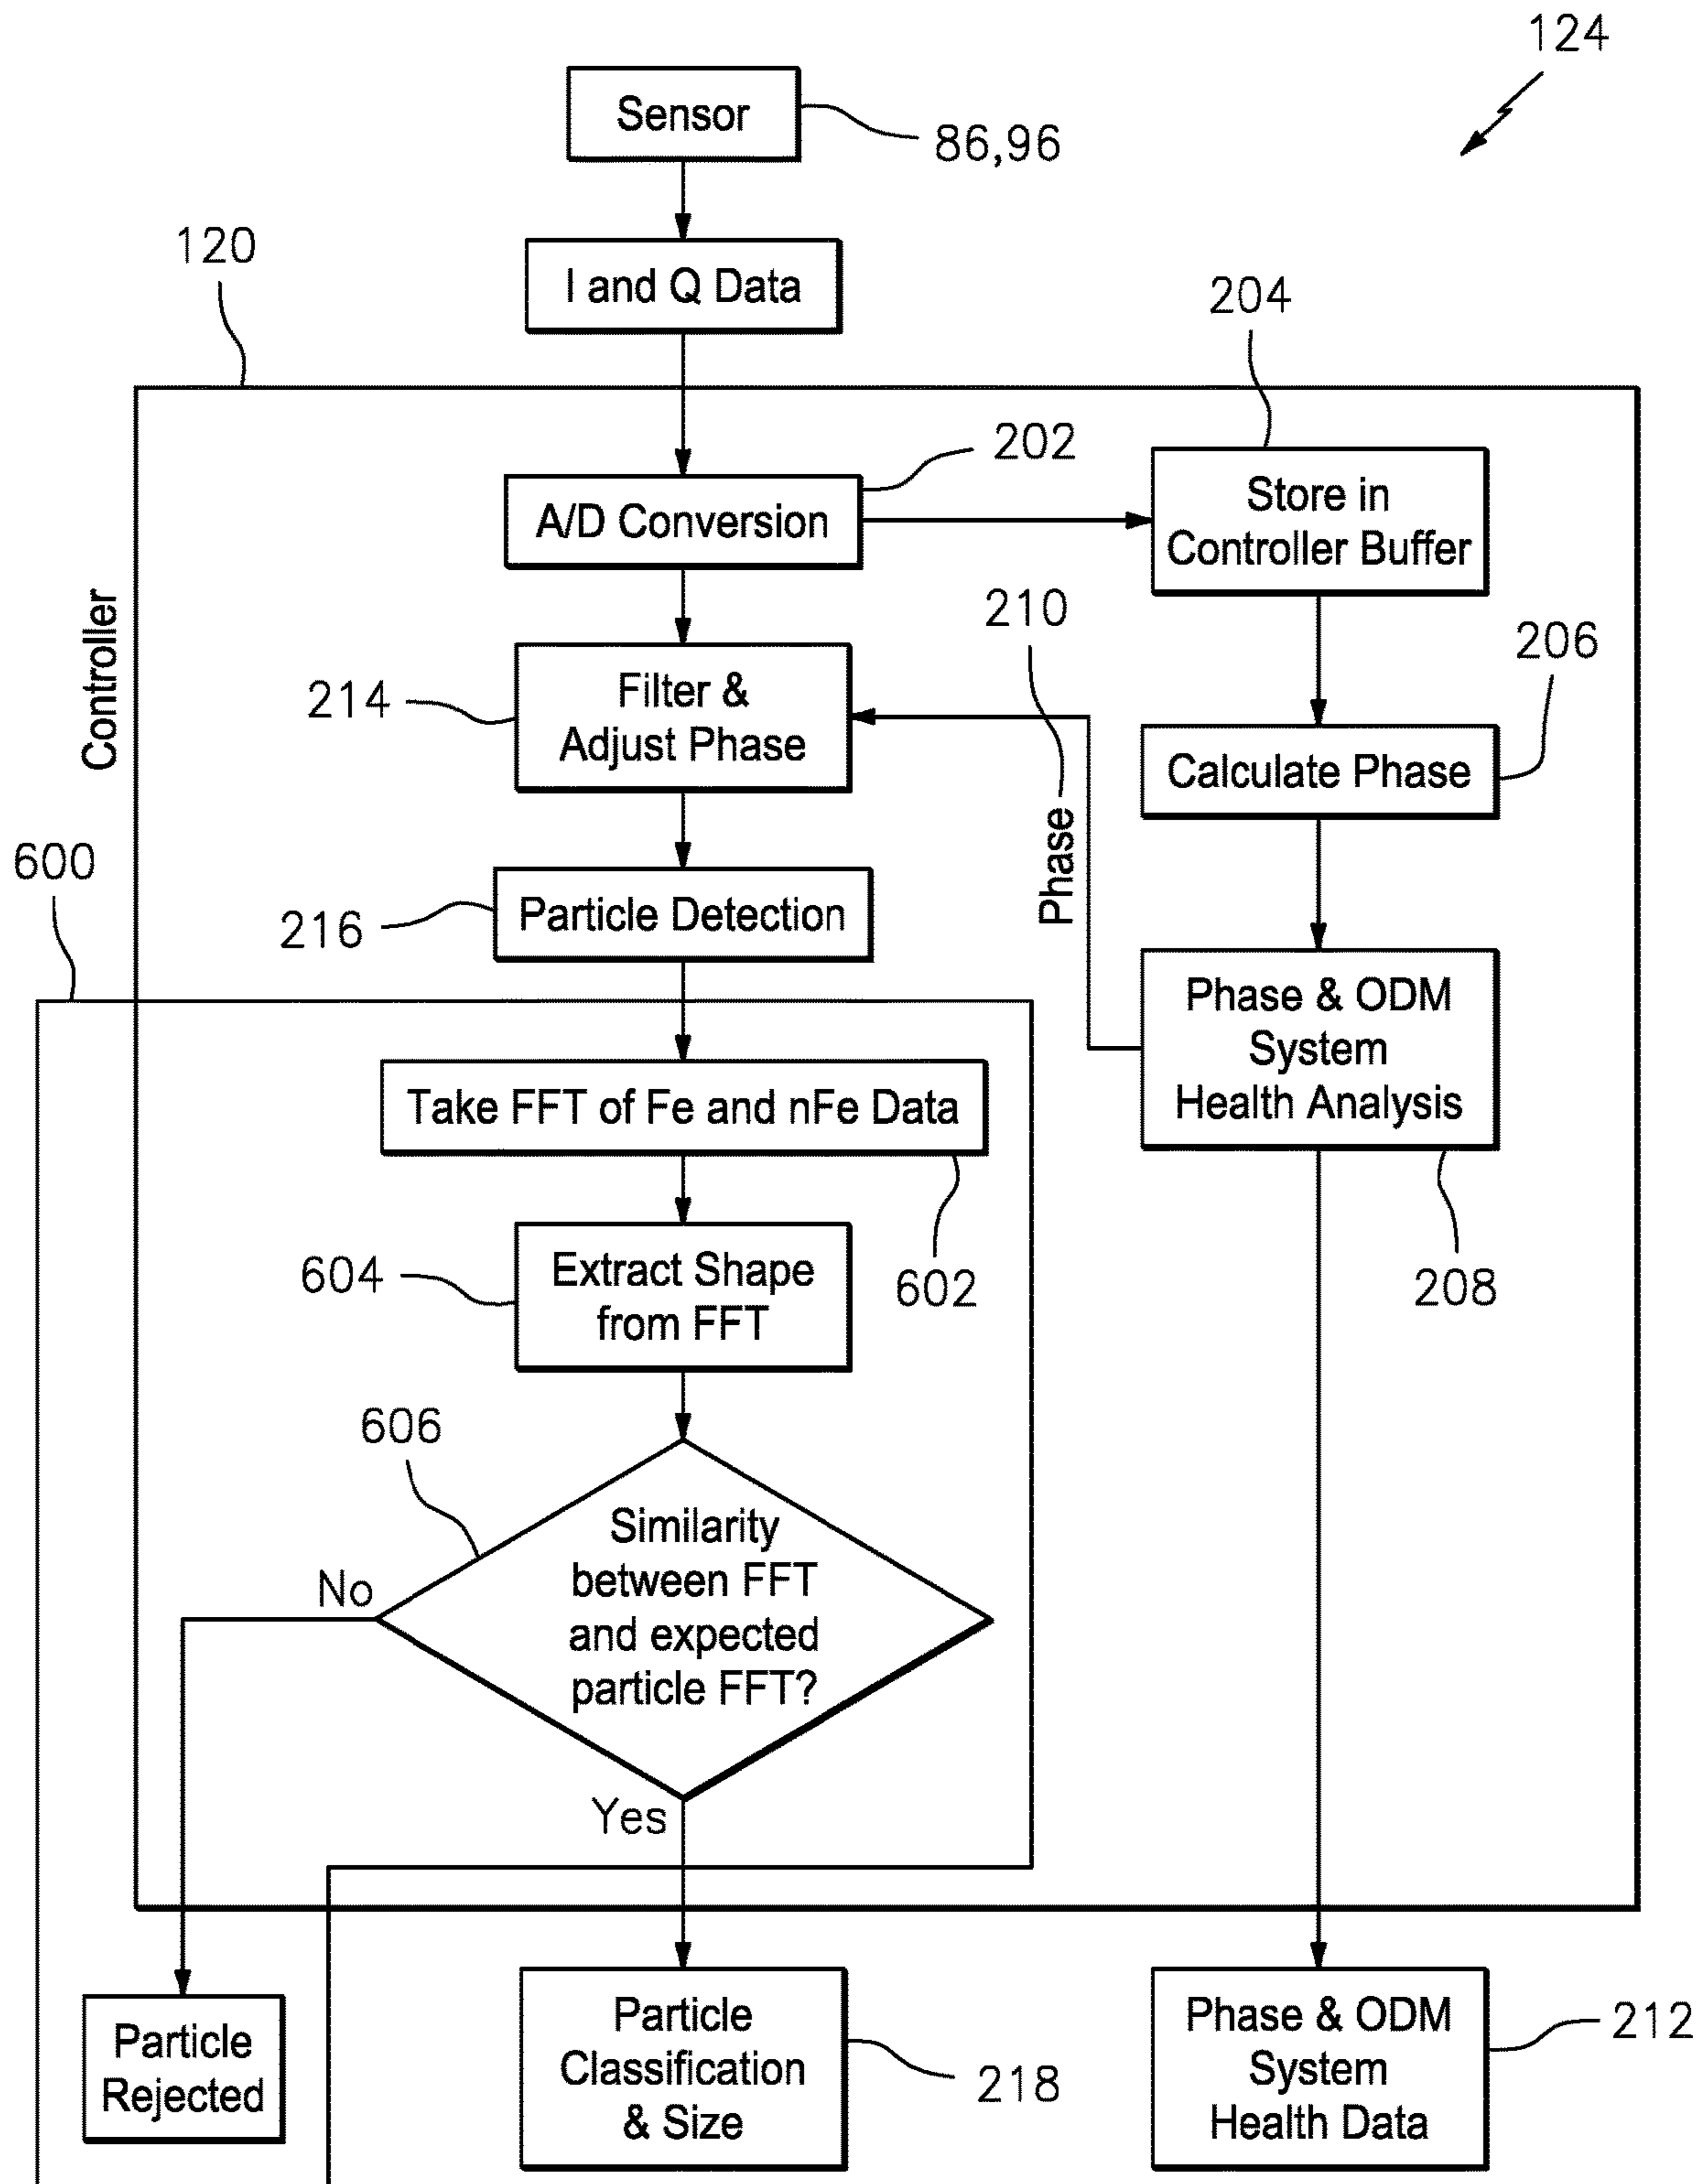 124
Sensor
86,96
120
I and Q Data
204
202
A/D Conversion
Store in
Controller Buffer
Controller
210
206
214
Filter &
Adjust Phase
Calculate Phase
Phase
600
216
Particle Detection
Phase & ODM
System
Health Analysis
Take FFT of Fe and nFe Data
604
Extract Shape
from FFT
602
208
606
Similarity
between FFT
and expected
particle FFT?
No
Yes
Particle
Rejected
Particle
Classification
& Size
218
Phase & ODM
System
Health Data
212